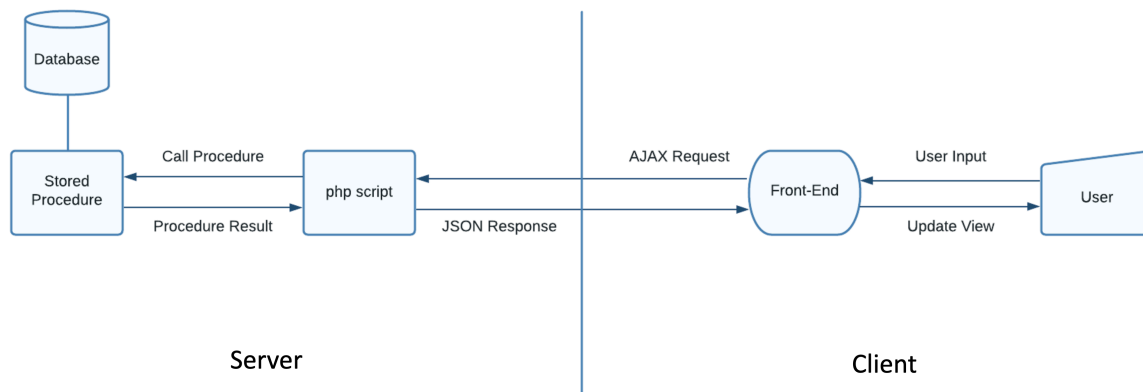 Database
Call Procedure
AJAX Request
User Input
Stored
Procedure
php script
Front-End
User
Procedure Result
JSON Response
Update View
Server
Client